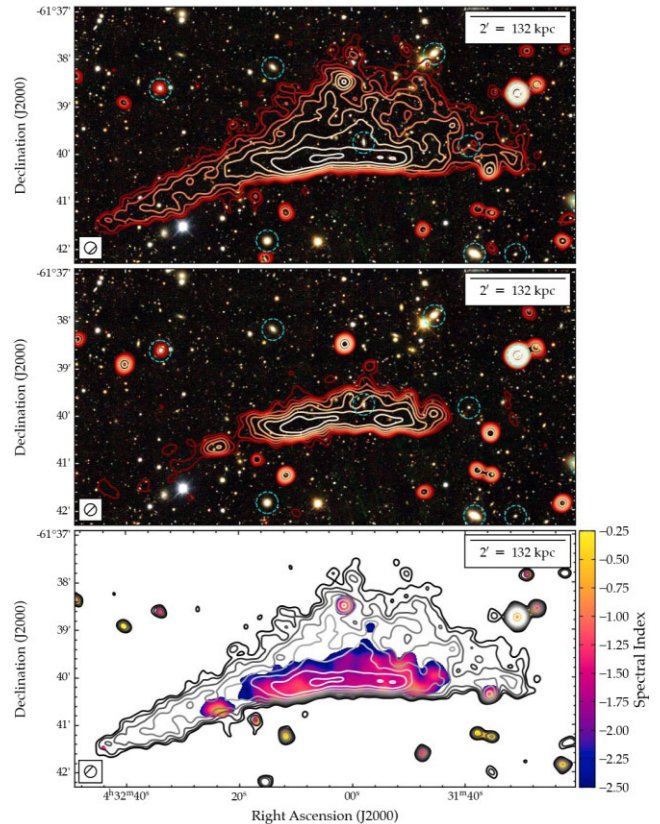 -61°37'
38'
39'
40'
41'
42'
Declination (J2000)
2' = 132 kpc
-61°37'
38'
39'
40'
41'
42'
Declination (J2000)
2' = 132 kpc
-61°37'
38'
39'
40'
41'
42'
Declination (J2000)
2' = 132 kpc
−0.25
−0.50
−0.75
−1.00
−1.25
−1.50
−1.75
−2.00
−2.25
−2.50
Spectral Index
4h32m40s
20s
00s
31m40s
Right Ascension (J2000)